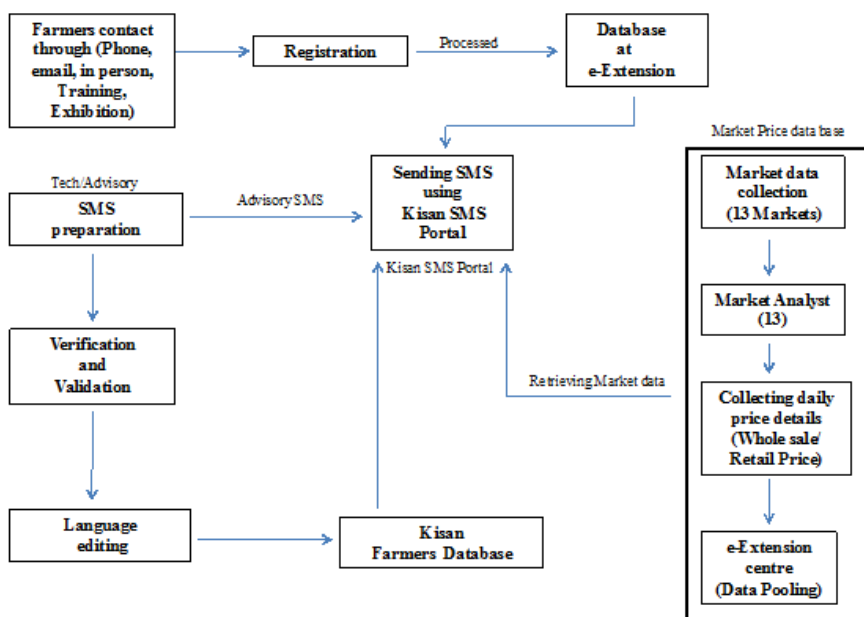 Farmers contact
through (Phone,
email, in person,
Training,
Exhibition)
Registration
Processed
Database
at
e-Extension
Market Price data base
Tech/Advisory
SMS
preparation
Advisory SMS
Sending SMS
using
Kisan SMS
Portal
Kisan SMS Portal
Market data
collection
(13 Markets)
Market Analyst
(13)
Verification
and
Validation
Retrieving Market data
Collecting daily
price details
(Whole sale/
Retail Price)
Language
editing
Kisan
Farmers Database
e-Extension
centre
(Data Pooling)